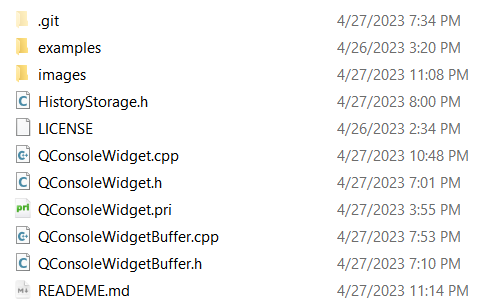 .git 4/27/2023 7:34 PM
examples 4/26/2023 3:20 PM
images 4/27/2023 11:08 PM
HistoryStorage.h 4/27/2023 8:00 PM
LICENSE 4/26/2023 2:34 PM
QConsoleWidget.cpp 4/27/2023 10:48 PM
QConsoleWidget.h 4/27/2023 7:01 PM
QConsoleWidget.pri 4/27/2023 3:55 PM
QConsoleWidgetBuffer.cpp 4/27/2023 7:53 PM
QConsoleWidgetBuffer.h 4/27/2023 7:10 PM
READEME.md 4/27/2023 11:14 PM